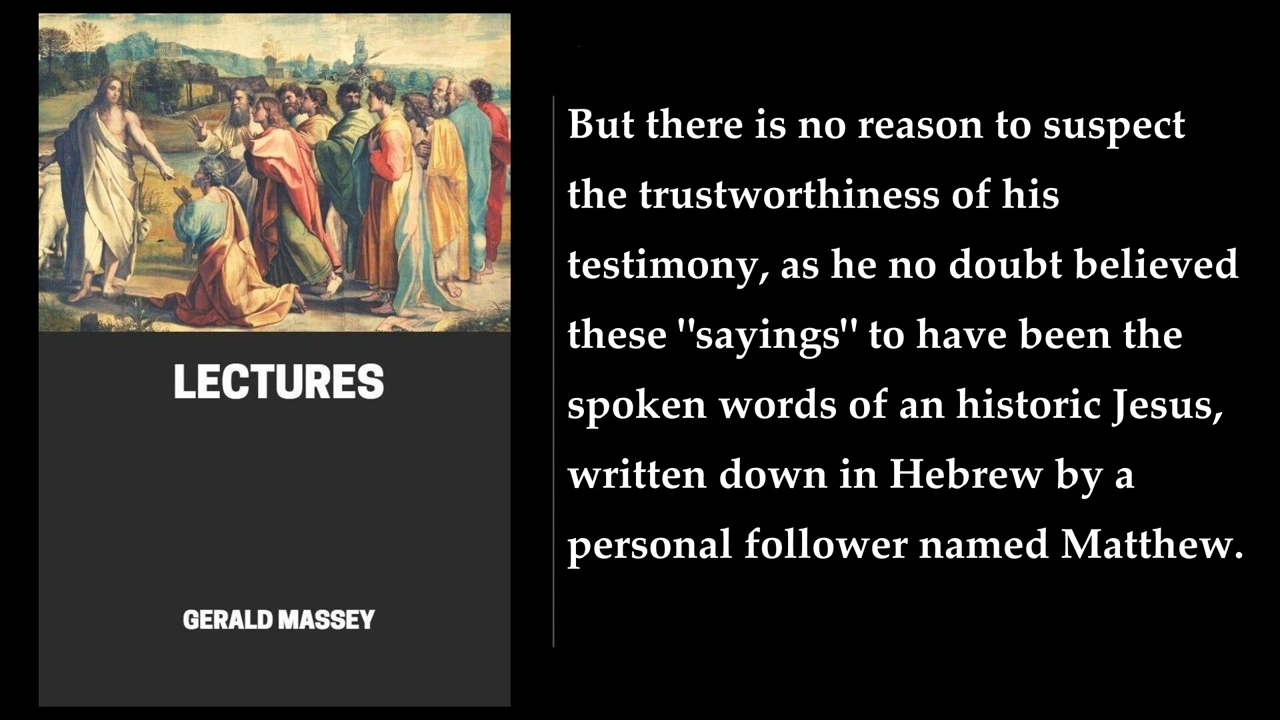 LECTURES
GERALD MASSEY
But there is no reason to suspect
the trustworthiness of his
testimony, as he no doubt believed
these "sayings" to have been the
spoken words of an historic Jesus,
written down in Hebrew by a
personal follower named Matthew.